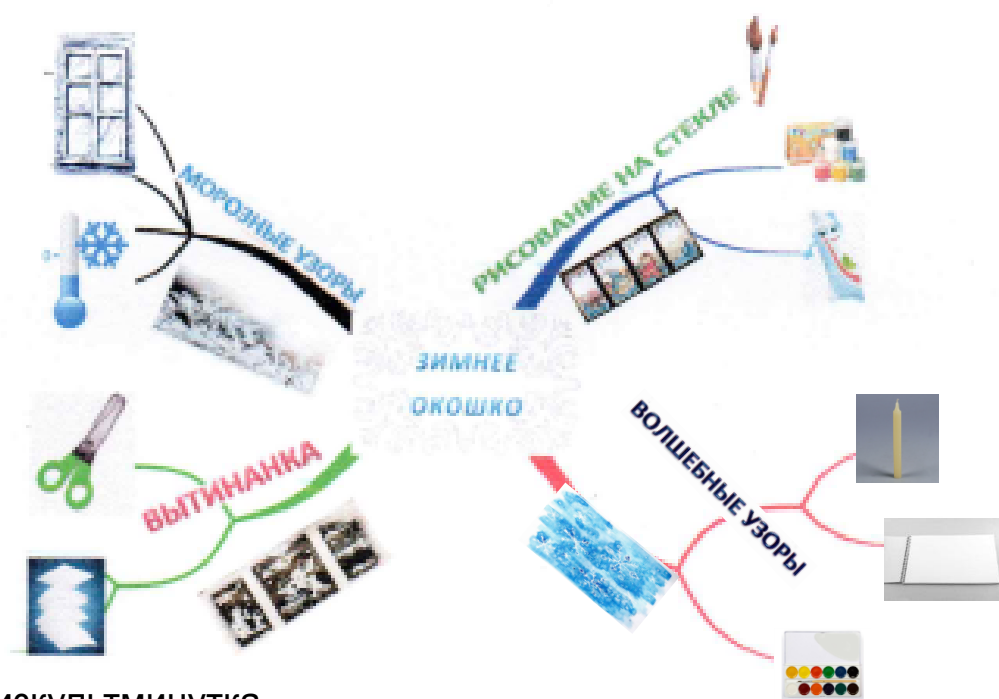 МОРОЗНЫЕ УЗОРЫ
РИСОВАНИЕ НА СТЕКЛЕ
ЗИМНЕЕ
ОКОШКО
ВЫТИНАНКА
ВОЛШЕБНЫЕ УЗОРЫ